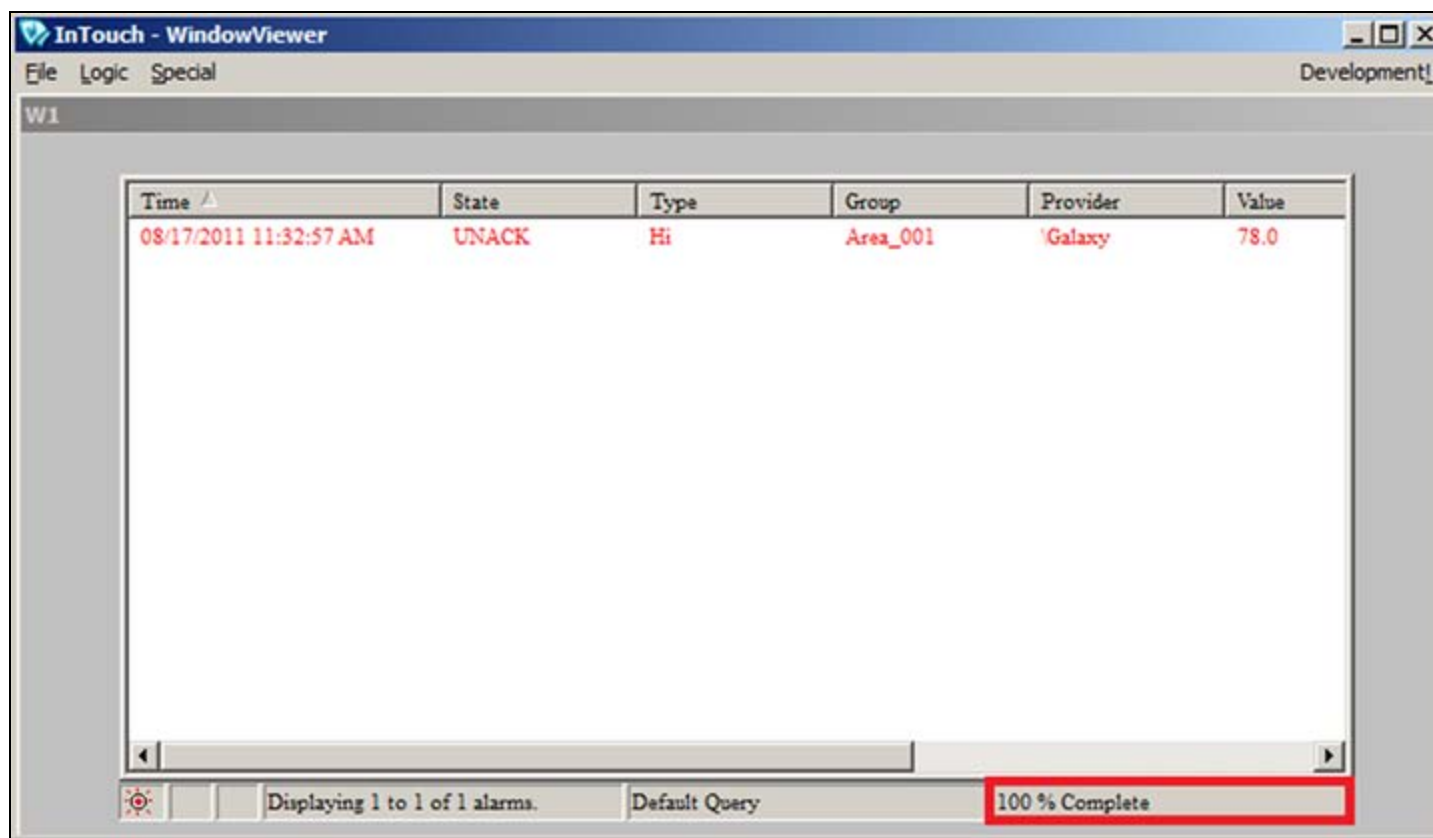 InTouch - WindowViewer
File Logic Special Development!
W1
Time State Type Group Provider Value
08/17/2011 11:32:57 AM UNACK Hi Area_001 \Galaxy 78.0
Displaying 1 to 1 of 1 alarms. Default Query 100 % Complete